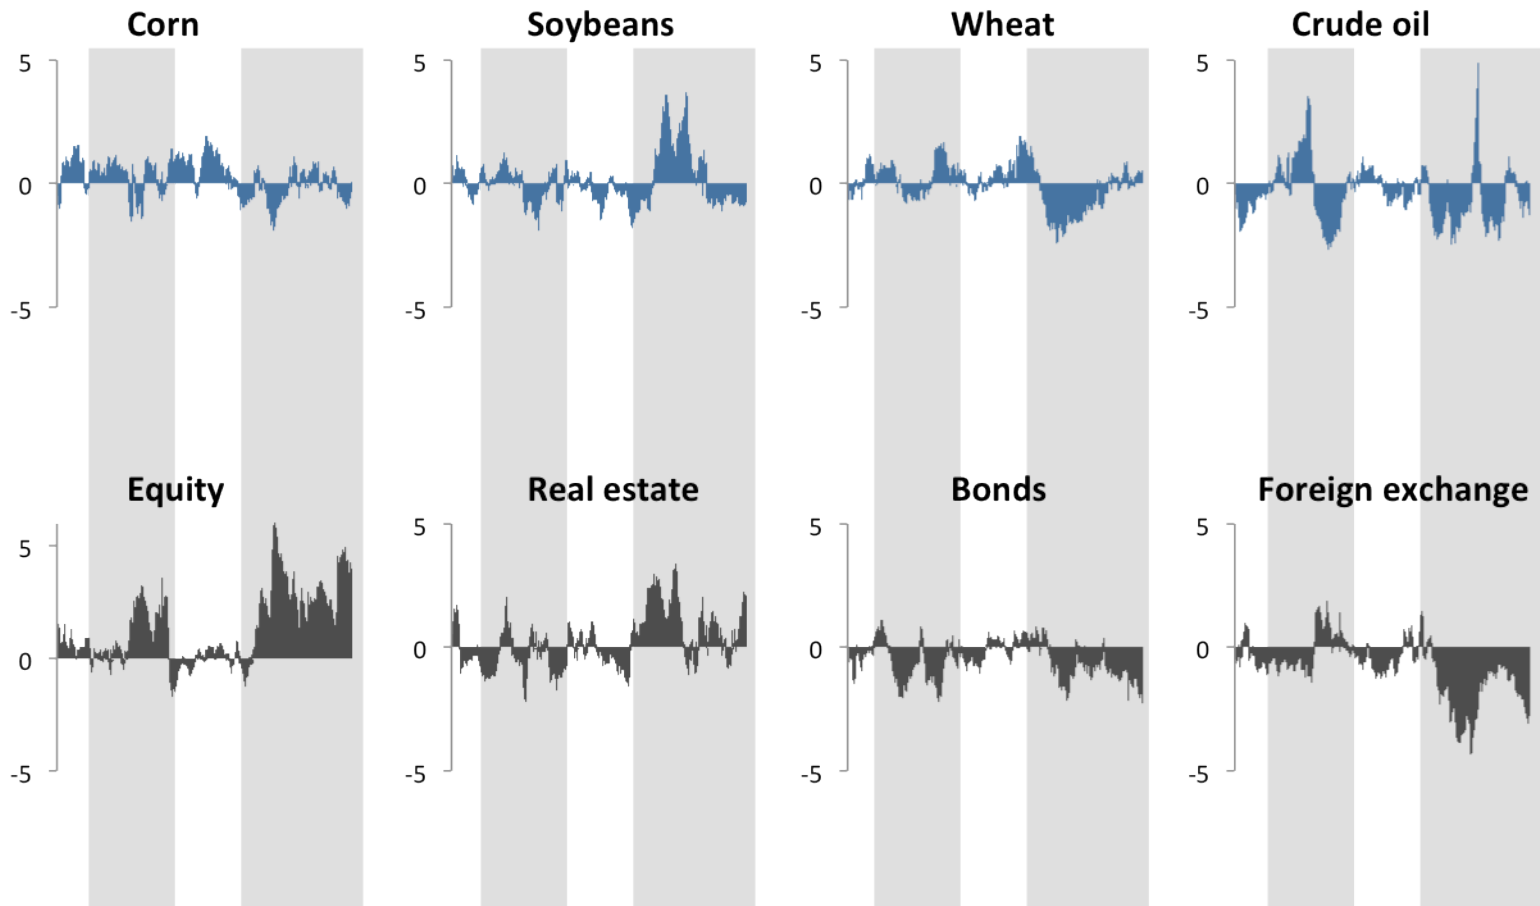 Corn Soybeans Wheat Crude oil
5 5 5 5
0 0 0 0
-5 -5 -5 -5
Equity Real estate Bonds Foreign exchange
5 5 5 5
0 0 0 0
-5 -5 -5 -5